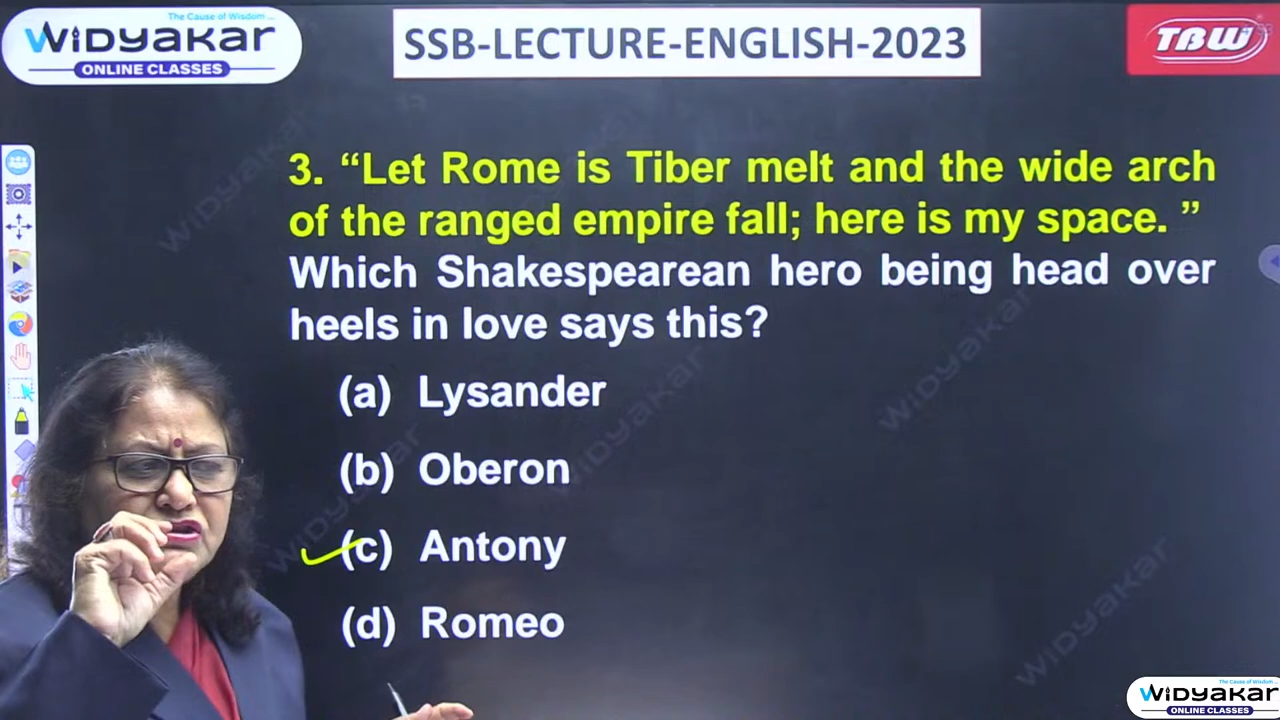 The Cause of Wisdom ...
WIDYAKAR
ONLINE CLASSES
SSB-LECTURE-ENGLISH-2023
TBW
3. “Let Rome is Tiber melt and the wide arch
of the ranged empire fall; here is my space. ”
Which Shakespearean hero being head over
heels in love says this?
(a) Lysander
(b) Oberon
(c) Antony
(d) Romeo
The Cause of Wisdom ...
WIDYAKAR
ONLINE CLASSES